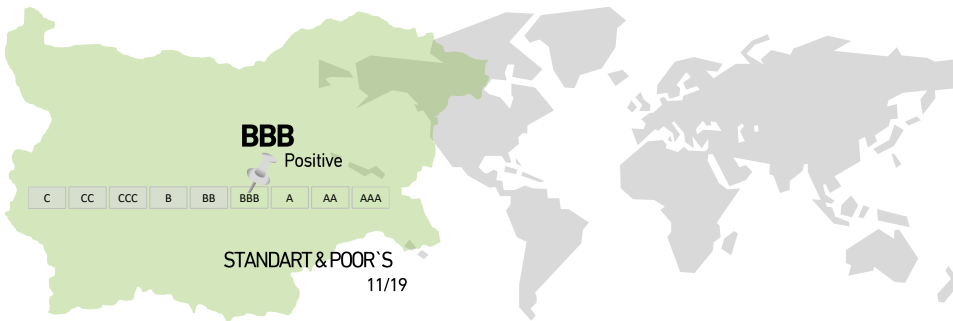 BBB
Positive
C CC CCC B BB BBB A AA AAA
STANDART & POOR`S
11/19